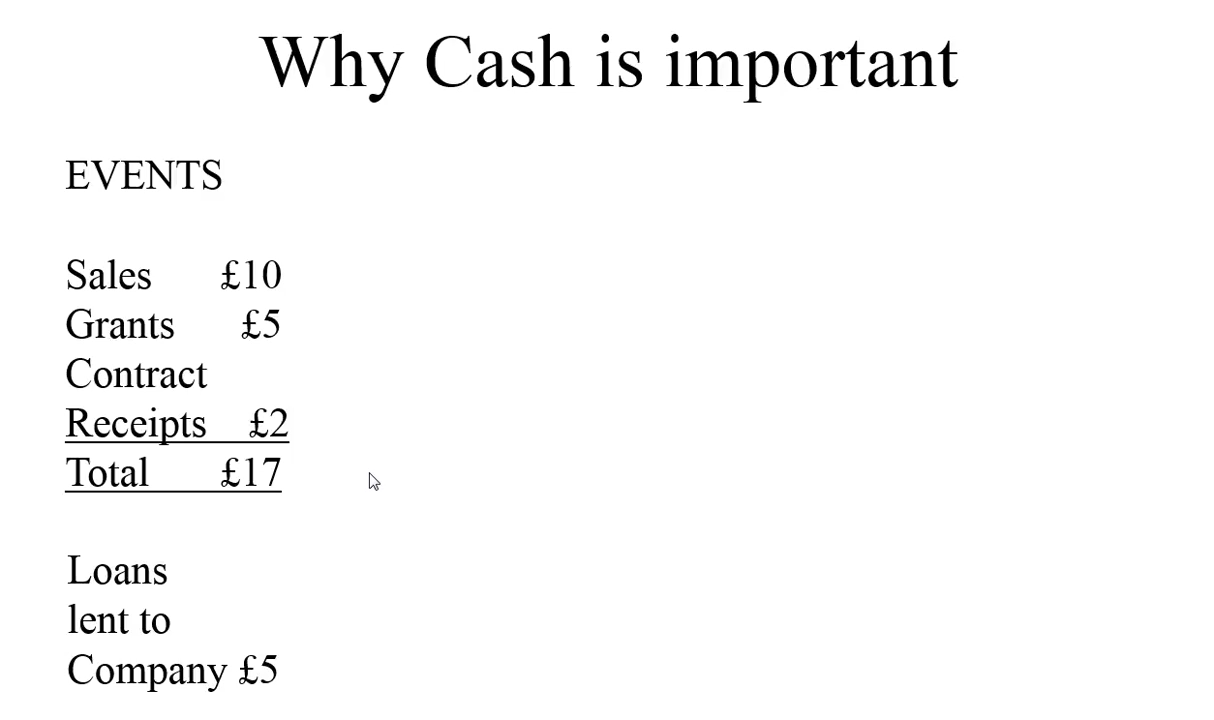 Why Cash is important
EVENTS
Sales £10
Grants £5
Contract
Receipts £2
Total £17
Loans
lent to
Company £5